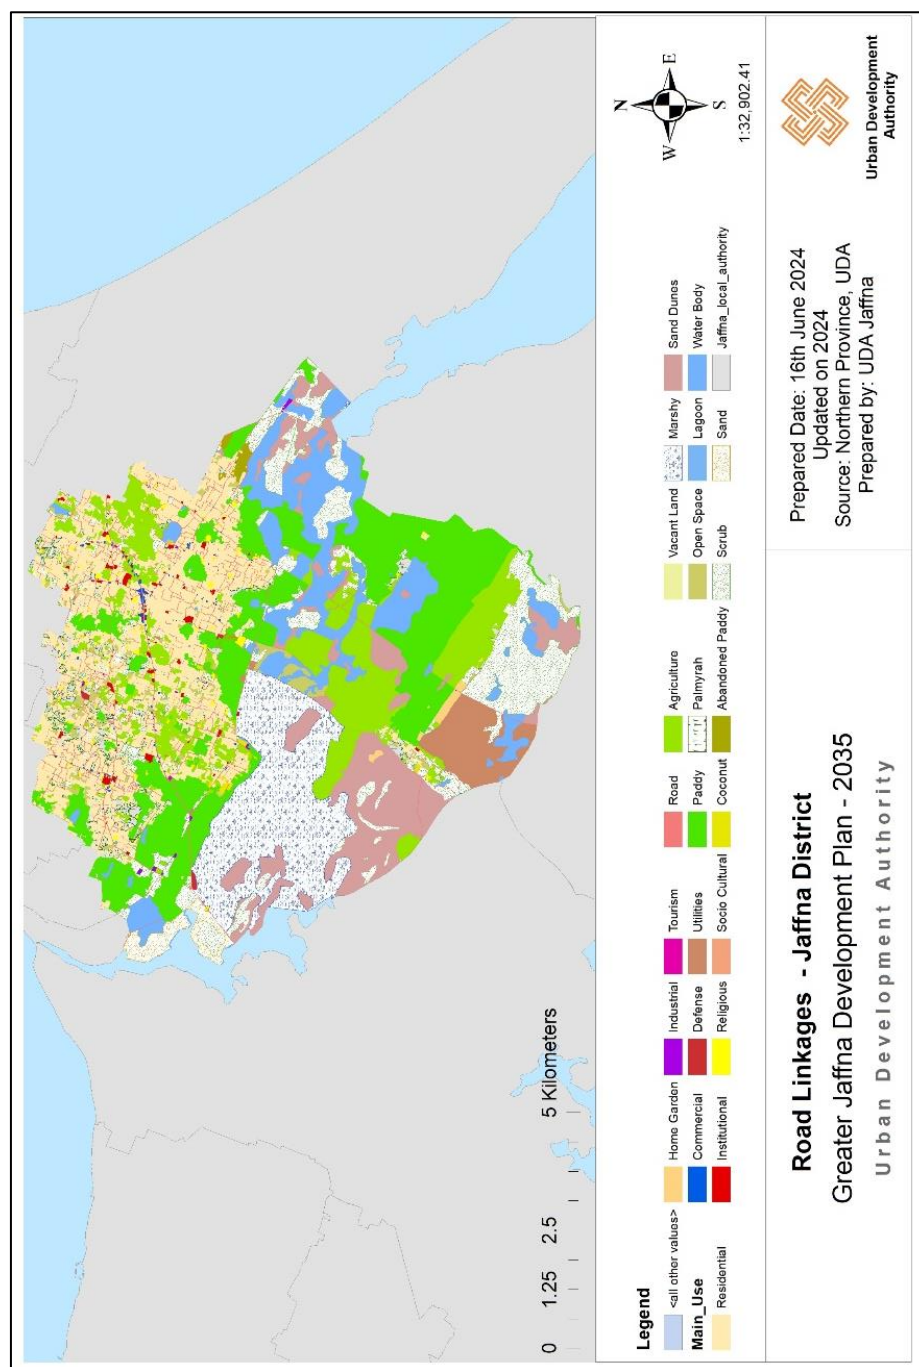 0 1.25 2.5 5 Kilometers
Legend
<all other values>
Main_Use
Residential
Home Garden
Commercial
Institutional
Industrial
Defense
Religious
Tourism
Utilities
Socio Cultural
Road
Paddy
Coconut
Agriculture
Palmyrah
Abandoned Paddy
Vacant Land
Open Space
Scrub
Marshy
Lagoon
Sand
Sand Dunes
Water Body
Jaffna_local_authority
N
W E
S
1:32,902.41
Road Linkages - Jaffna District
Greater Jaffna Development Plan - 2035
Urban Development Authority
Prepared Date: 16th June 2024
Updated on 2024
Source: Northern Province, UDA
Prepared by: UDA Jaffna
Urban Development
Authority